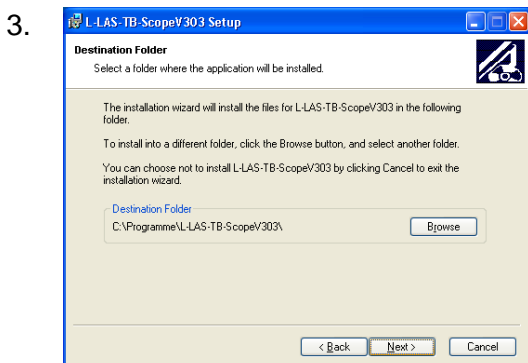 3.
L-LAS-TB-ScopeV303 Setup
Destination Folder
Select a folder where the application will be installed.
The installation wizard will install the files for L-LAS-TB-ScopeV303 in the following
folder.
To install into a different folder, click the Browse button, and select another folder.
You can choose not to install L-LAS-TB-ScopeV303 by clicking Cancel to exit the
installation wizard.
Destination Folder
C:\Programme\L-LAS-TB-ScopeV303\
Browse
< Back
Next >
Cancel